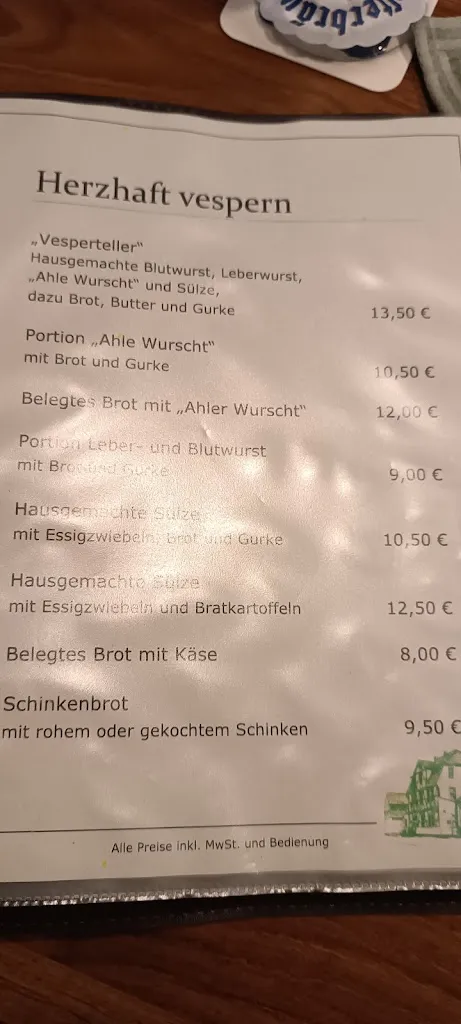 Herzhaft vespern
„Vesperteller“
Hausgemachte Blutwurst, Leberwurst,
„Ahle Wurscht“ und Sülze,
dazu Brot, Butter und Gurke 13,50 €
Portion „Ahle Wurscht“
mit Brot und Gurke 10,50 €
Belegtes Brot mit „Ahler Wurscht“ 12,00 €
Portion Leber- und Blutwurst
mit Brot und Gurke 9,00 €
Hausgemachte Sülze
mit Essigzwiebeln, Brot und Gurke 10,50 €
Hausgemachte Sülze
mit Essigzwiebeln und Bratkartoffeln 12,50 €
Belegtes Brot mit Käse 8,00 €
Schinkenbrot
mit rohem oder gekochtem Schinken 9,50 €
Alle Preise inkl. MwSt. und Bedienung